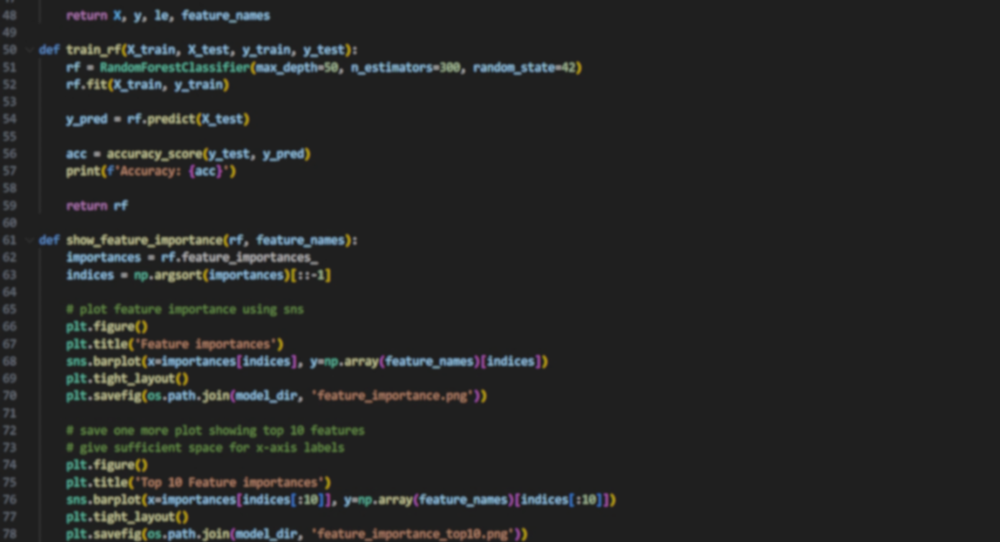 48 return X, y, le, feature_names
49
50 def train_rf(X_train, X_test, y_train, y_test):
51 rf = RandomForestClassifier(max_depth=50, n_estimators=300, random_state=42)
52 rf.fit(X_train, y_train)
53
54 y_pred = rf.predict(X_test)
55
56 acc = accuracy_score(y_test, y_pred)
57 print(f'Accuracy: {acc}')
58
59 return rf
60
61 def show_feature_importance(rf, feature_names):
62 importances = rf.feature_importances_
63 indices = np.argsort(importances)[::-1]
64
65 # plot feature importance using sns
66 plt.figure()
67 plt.title('Feature importances')
68 sns.barplot(x=importances[indices], y=np.array(feature_names)[indices])
69 plt.tight_layout()
70 plt.savefig(os.path.join(model_dir, 'feature_importance.png'))
71
72 # save one more plot showing top 10 features
73 # give sufficient space for x-axis labels
74 plt.figure()
75 plt.title('Top 10 Feature importances')
76 sns.barplot(x=importances[indices[:10]], y=np.array(feature_names)[indices[:10]])
77 plt.tight_layout()
78 plt.savefig(os.path.join(model_dir, 'feature_importance_top10.png'))